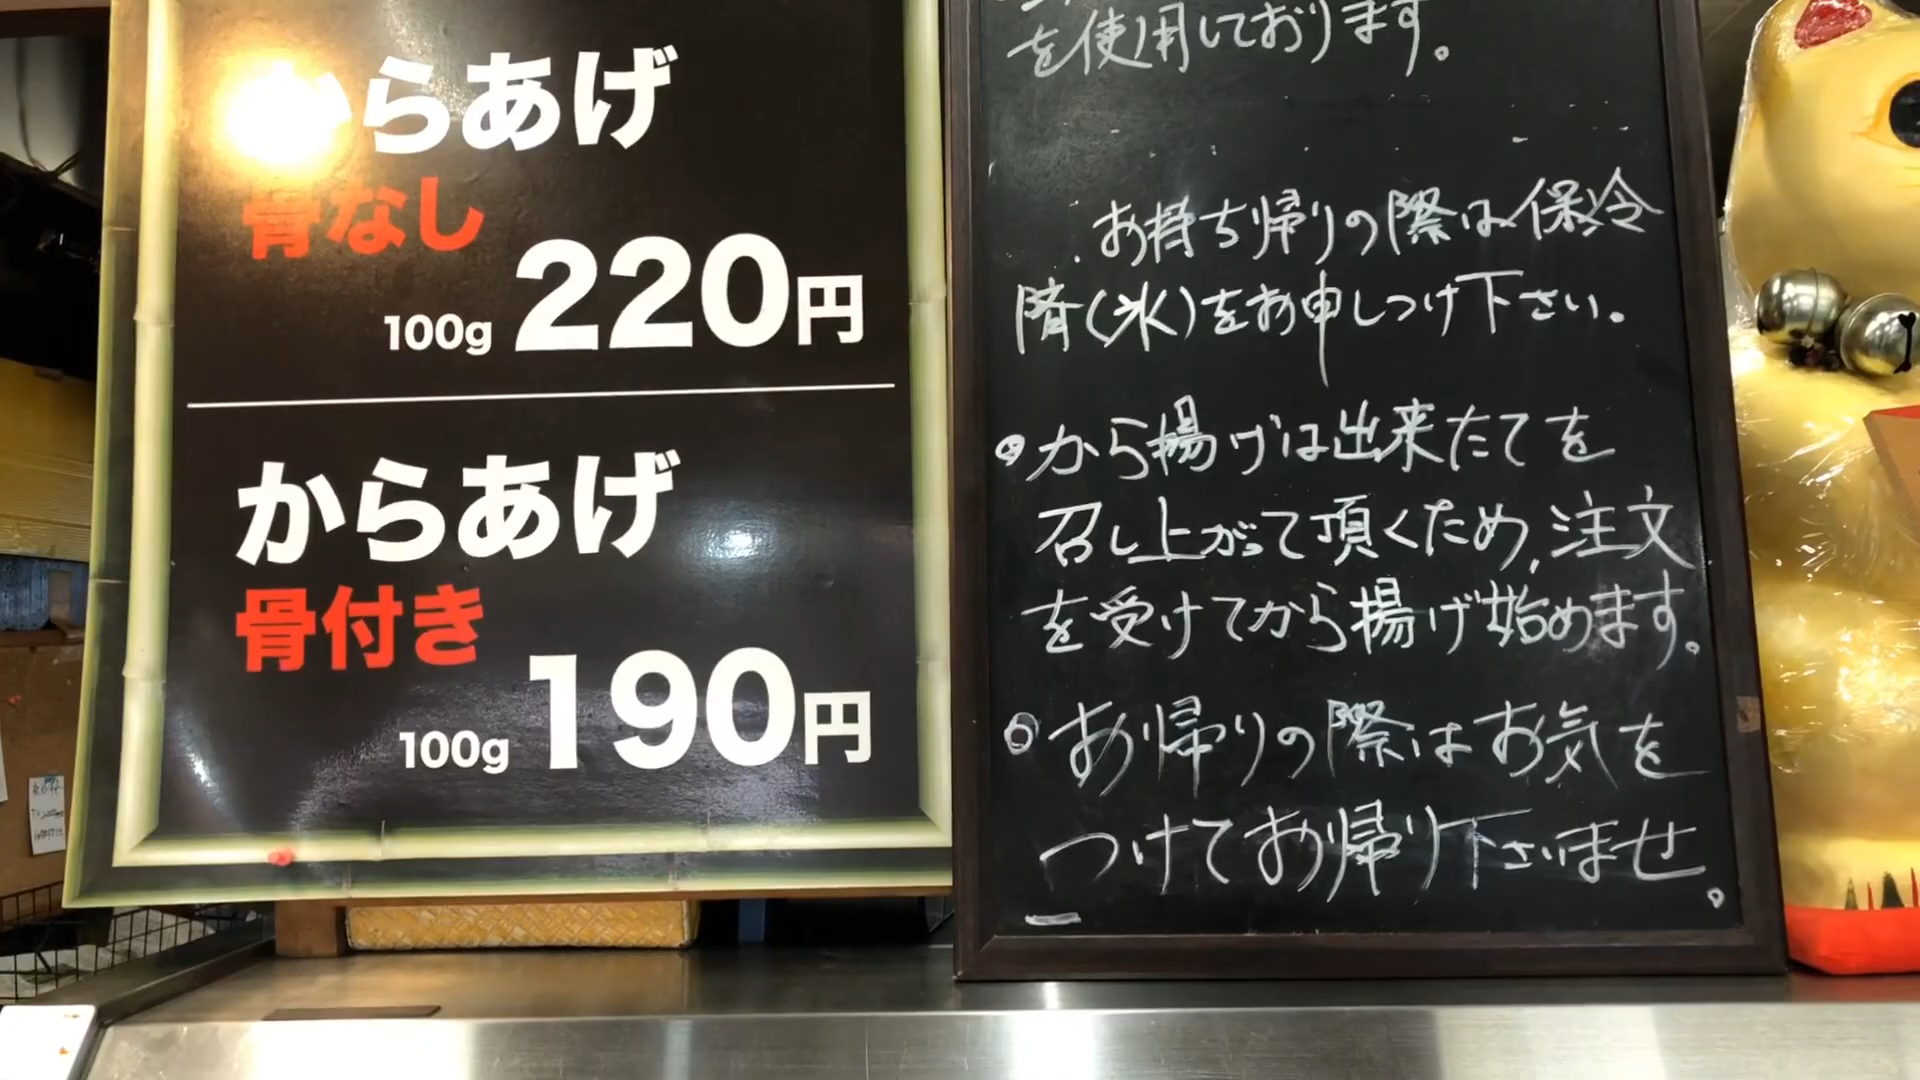 からあげ
骨なし
100g 220円
からあげ
骨付き
100g 190円
を使用しております。
お持ち帰りの際は保冷
済(氷)をお申しつけ下さい。
から揚げは出来たてを
召し上がって頂くため、注文
を受けてから揚げ始めます。
お帰りの際はお気を
つけてお帰り下さいませ。